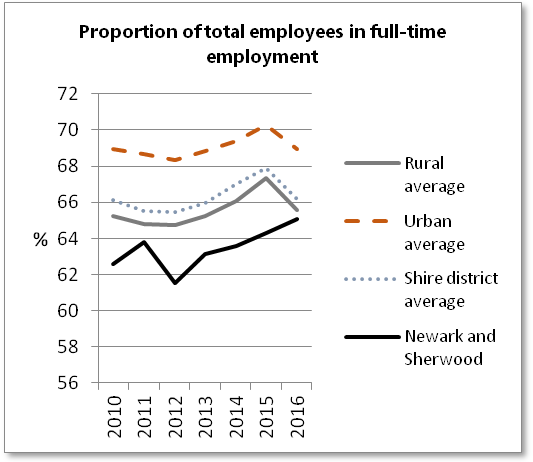 Proportion of total employees in full-time
employment
72
70
68
66
64
62
60
58
56
%
2010
2011
2012
2013
2014
2015
2016
Rural
average
Urban
average
Shire district
average
Newark and
Sherwood